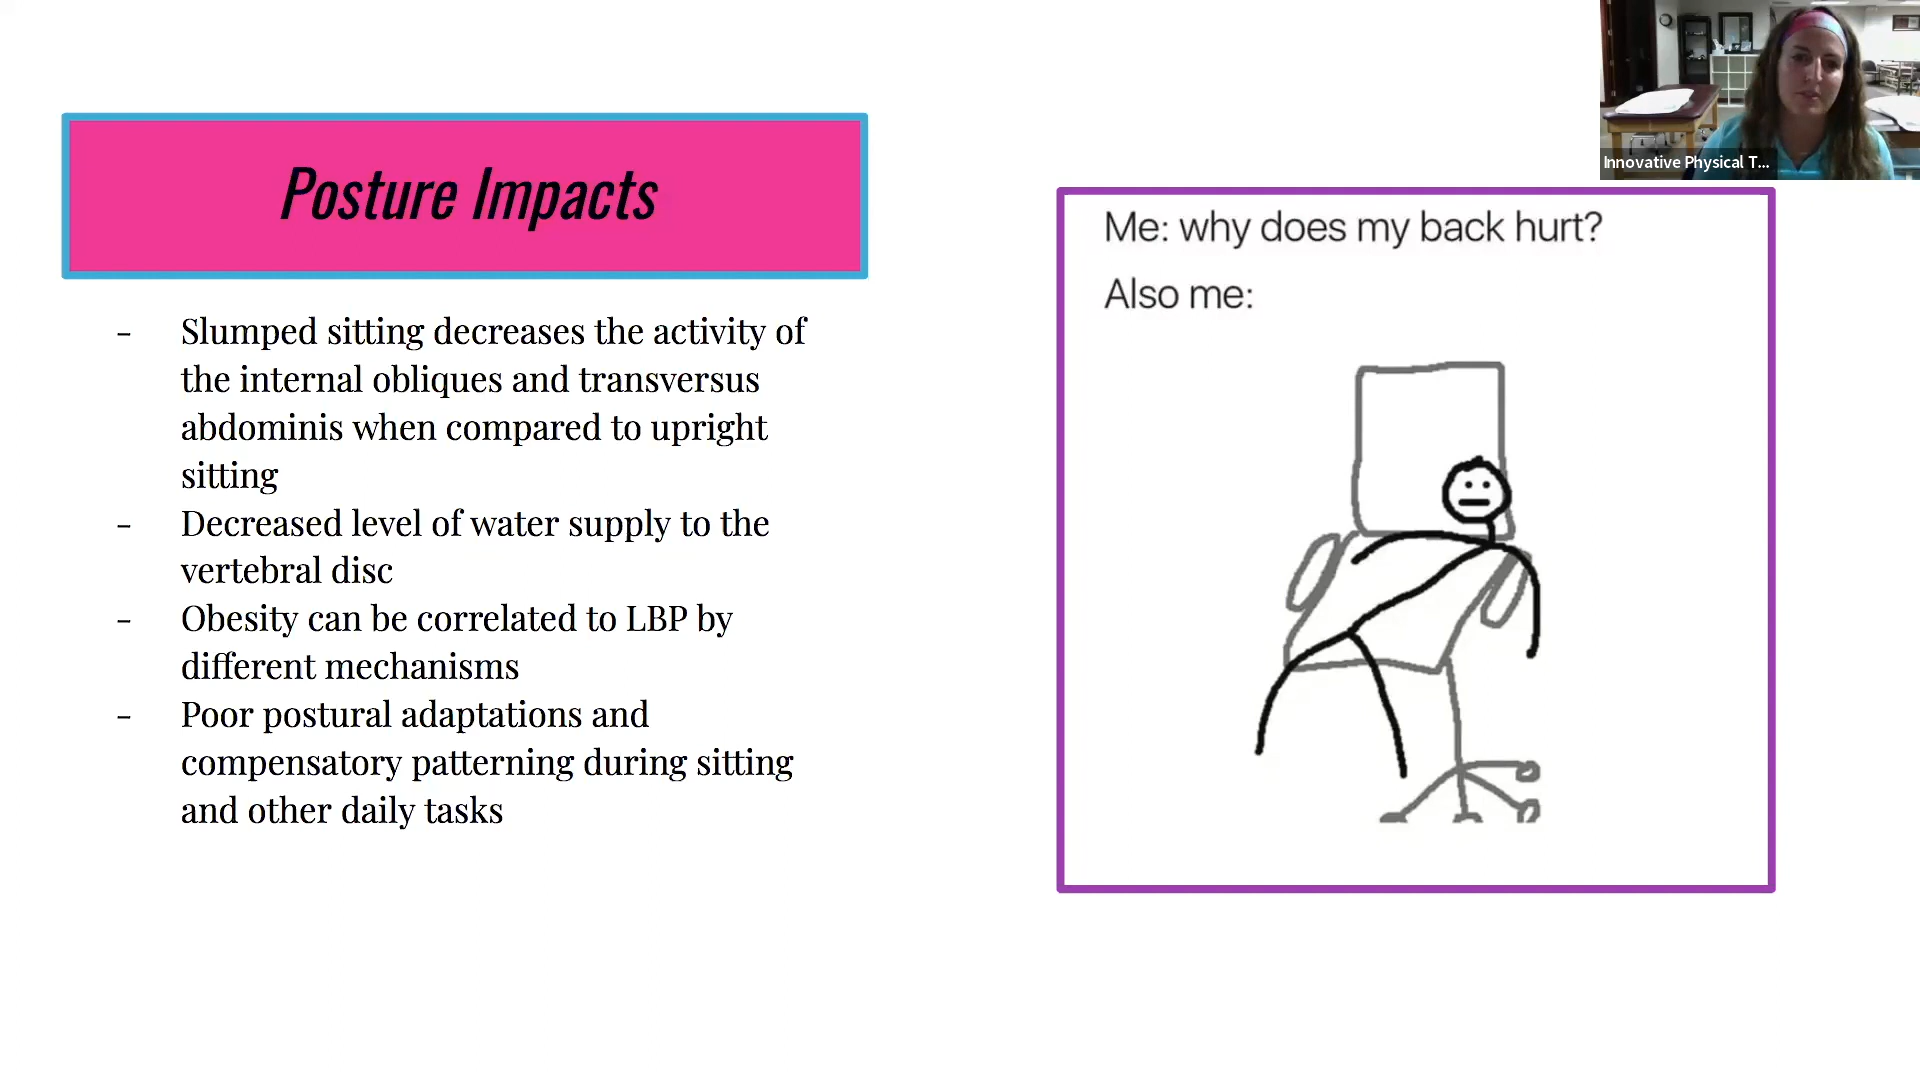 Posture Impacts
- Slumped sitting decreases the activity of
the internal obliques and transversus
abdominis when compared to upright
sitting
- Decreased level of water supply to the
vertebral disc
- Obesity can be correlated to LBP by
different mechanisms
- Poor postural adaptations and
compensatory patterning during sitting
and other daily tasks
Me: why does my back hurt?
Also me:
Innovative Physical T...